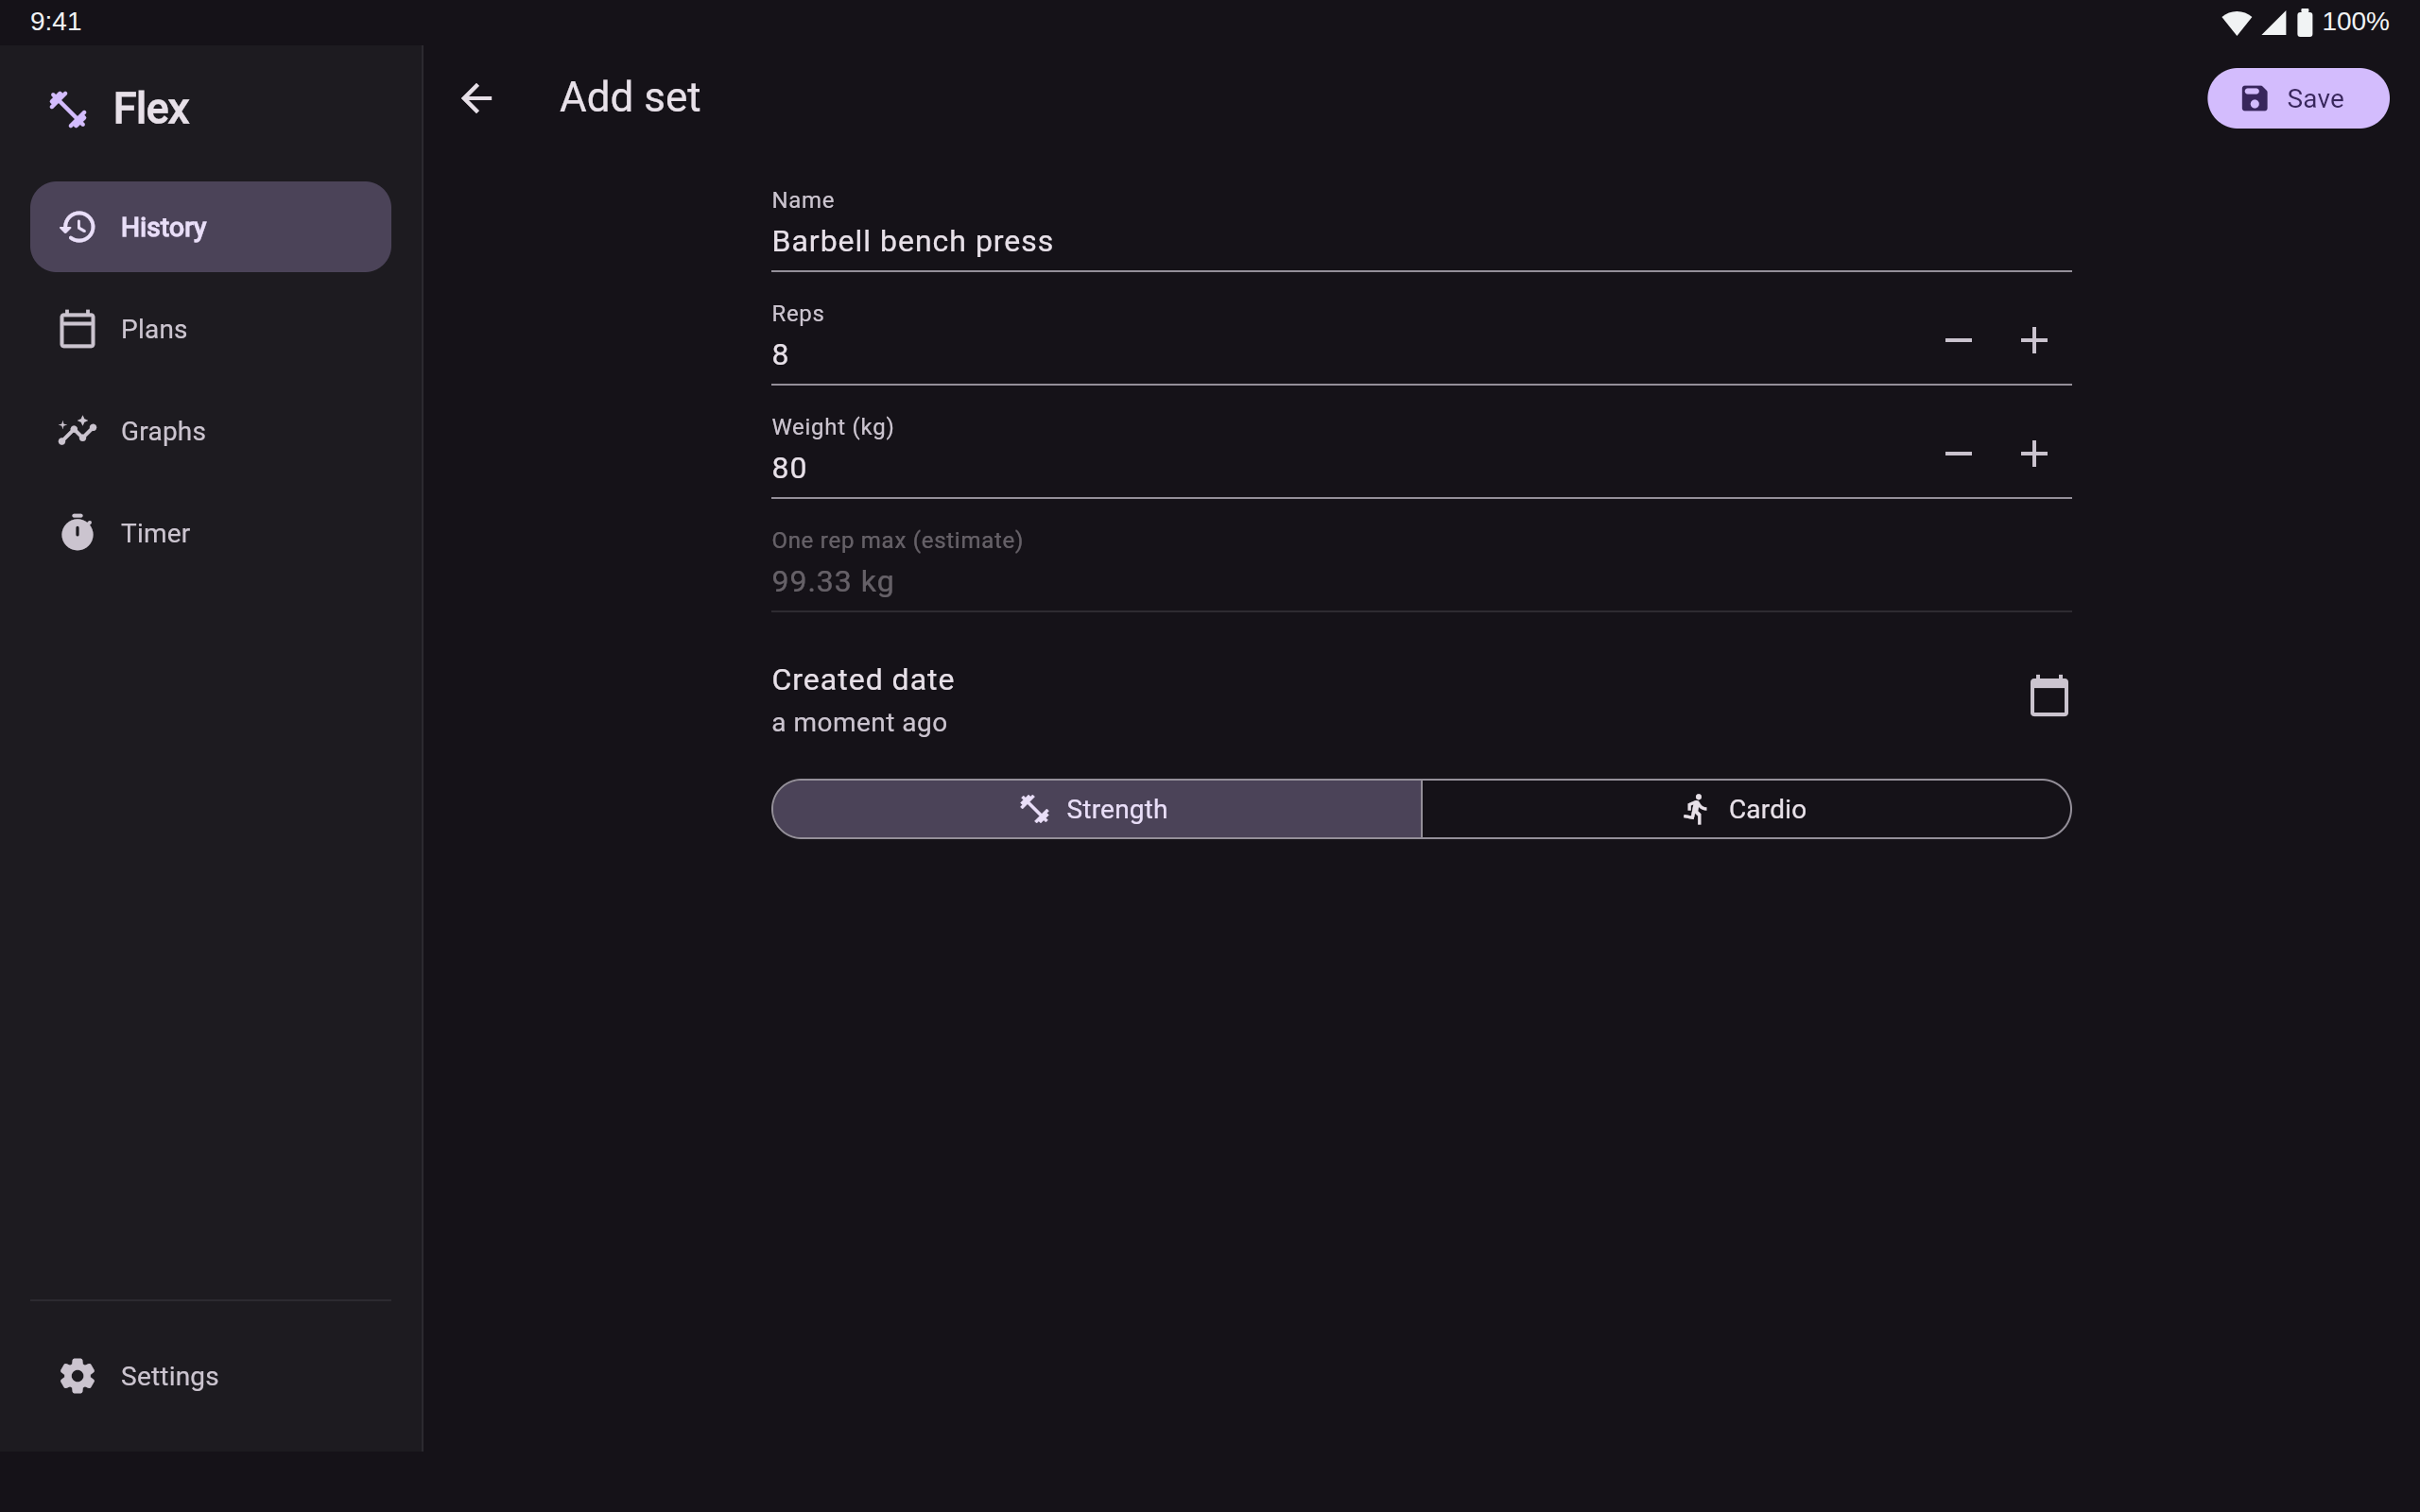 9:41
100%
Flex
Add set
Save
History
Plans
Graphs
Timer
Settings
Name
Barbell bench press
Reps
8
Weight (kg)
80
One rep max (estimate)
99.33 kg
Created date
a moment ago
Strength
Cardio